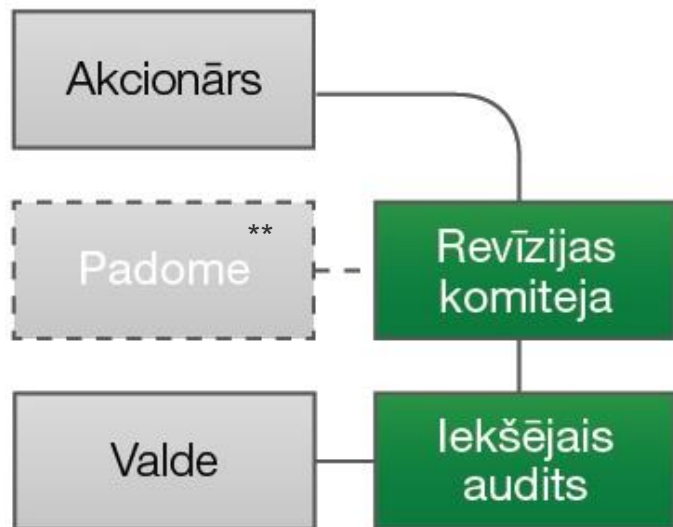 Akcionārs
**
Padome
Revīzijas
komiteja
Valde
Iekšējais
audits